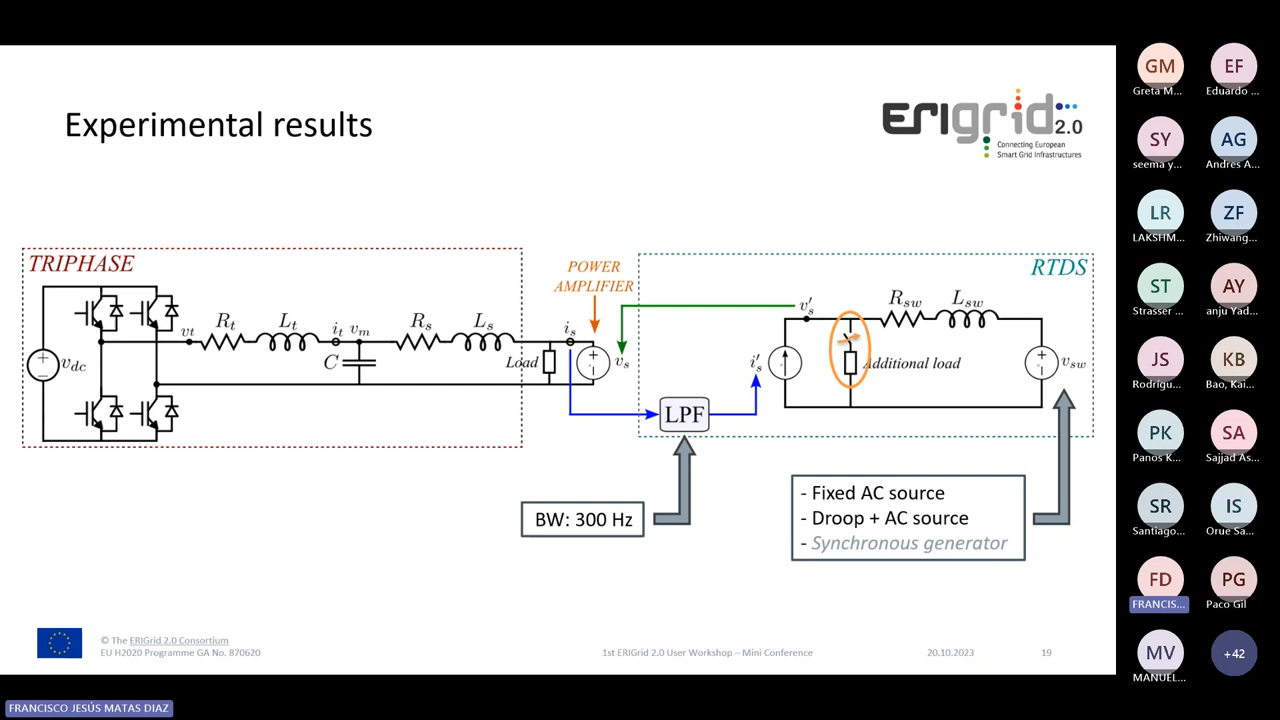 Experimental results
ERIgrid 2.0
Connecting European
Smart Grid Infrastructures
TRIPHASE
v_dc
v_t
R_t
L_t
i_t
v_m
C
R_s
L_s
Load
i_s
POWER
AMPLIFIER
v_s
RTDS
v'_s
R_sw
L_sw
i'_s
Additional load
v_sw
LPF
BW: 300 Hz
- Fixed AC source
- Droop + AC source
- Synchronous generator
© The ERIGrid 2.0 Consortium
EU H2020 Programme GA No. 870620
1st ERIGrid 2.0 User Workshop – Mini Conference
20.10.2023
19
GM
Greta M...
EF
Eduardo ...
SY
seema y...
AG
Andres A...
LR
LAKSHM...
ZF
Zhiwang...
ST
Strasser ...
AY
anju Yad...
JS
Rodrígu...
KB
Bao, Kai...
PK
Panos K...
SA
Sajjad As...
SR
Santiago...
IS
Orue Sa...
FD
FRANCIS...
PG
Paco Gil
MV
MANUEL...
+42
FRANCISCO JESÚS MATAS DIAZ